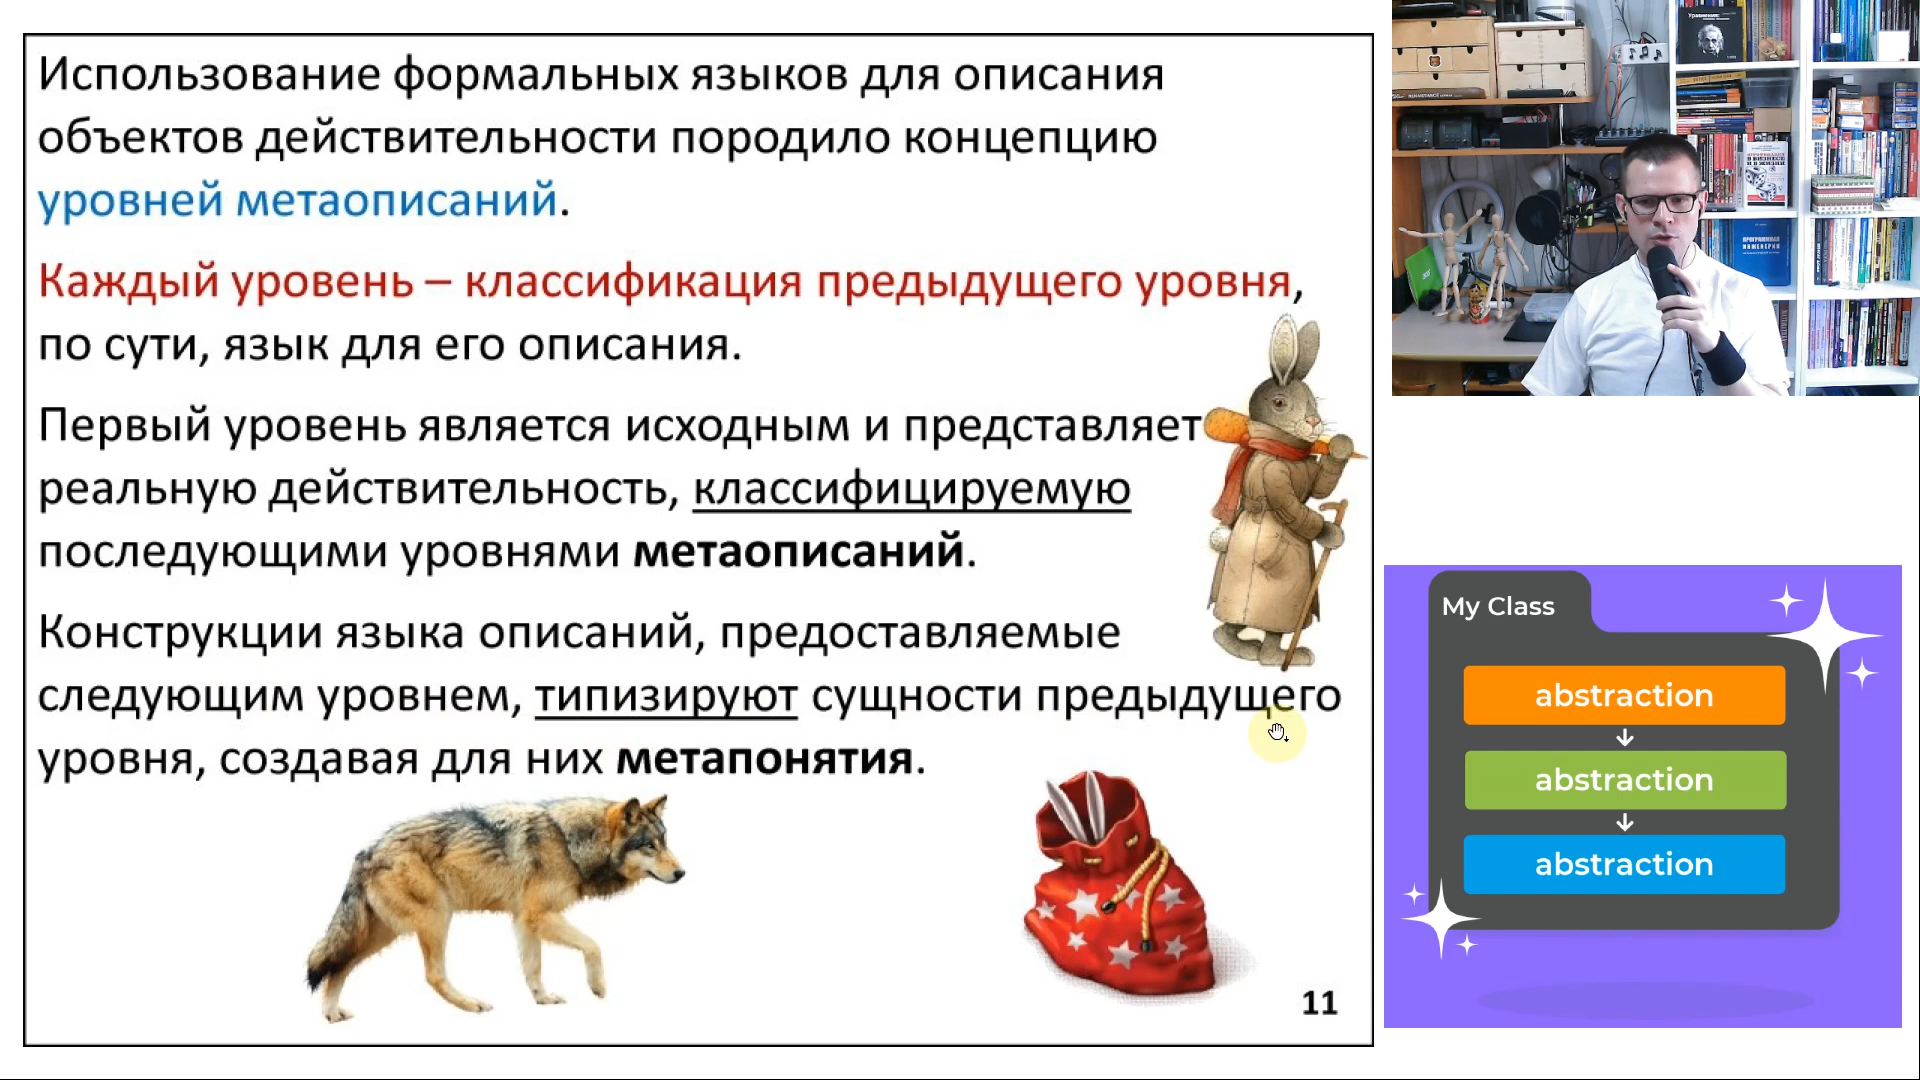 Использование формальных языков для описания
объектов действительности породило концепцию
уровней метаописаний.
Каждый уровень – классификация предыдущего уровня,
по сути, язык для его описания.
Первый уровень является исходным и представляет
реальную действительность, классифицируемую
последующими уровнями метаописаний.
Конструкции языка описаний, предоставляемые
следующим уровнем, типизируют сущности предыдущего
уровня, создавая для них метапонятия.
11
My Class
abstraction
abstraction
abstraction